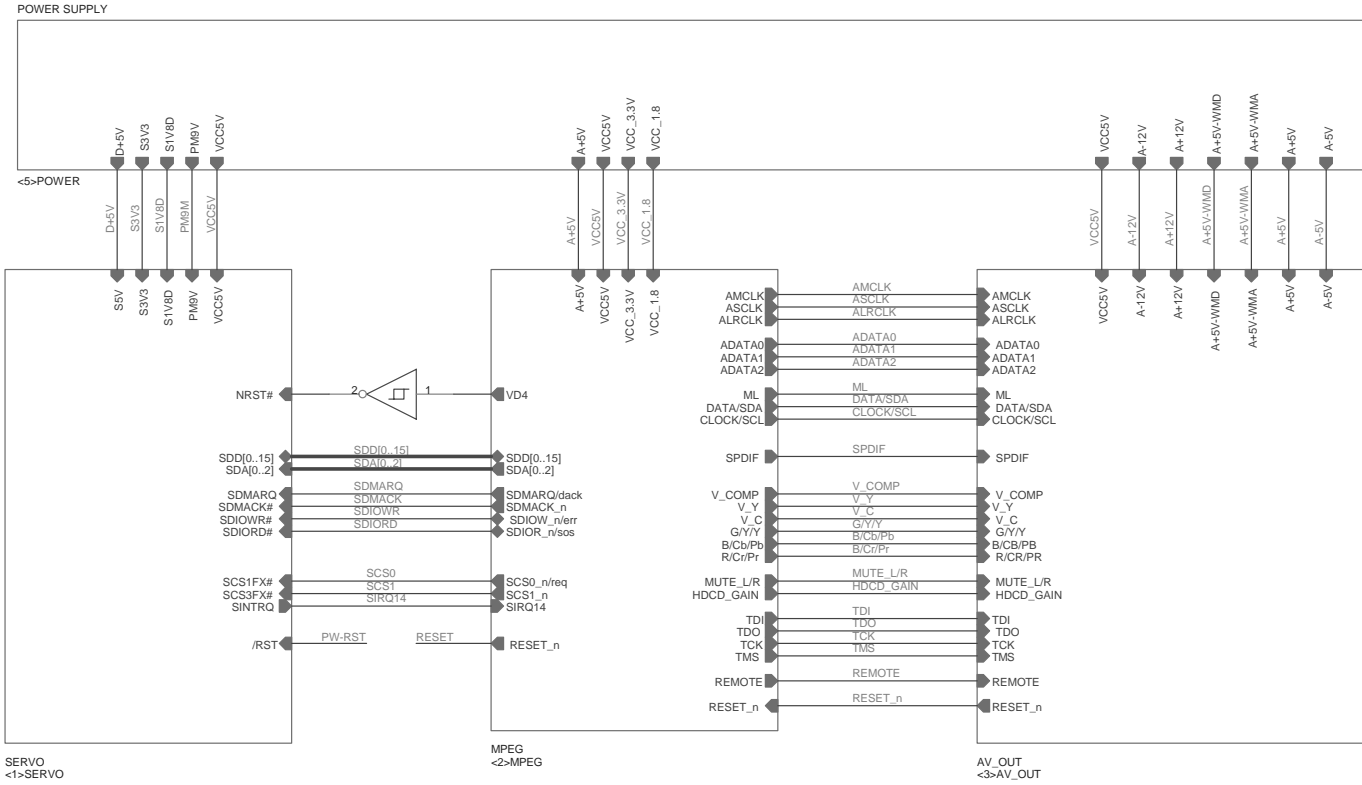 POWER SUPPLY
D+5V
S3V3
S1V8D
PM9V
VCC5V
A+5V
VCC5V
VCC_3.3V
VCC_1.8
VCC5V
A-12V
A+12V
A+5V-WMD
A+5V-WMA
A+5V
A-5V
<5>POWER
D+5V
S3V3
S1V8D
PM9M
VCC5V
A+5V
VCC5V
VCC_3.3V
VCC_1.8
VCC5V
A-12V
A+12V
A+5V-WMD
A+5V-WMA
A+5V
A-5V
S5V
S3V3
S1V8D
PM9V
VCC5V
A+5V
VCC5V
VCC_3.3V
VCC_1.8
VCC5V
A-12V
A+12V
A+5V-WMD
A+5V-WMA
A+5V
A-5V
NRST#
2
1
VD4
SDD[0..15]
SDD[0..15]
SDD[0..15]
SDA[0..2]
SDA[0..2]
SDA[0..2]
SDMARQ
SDMARQ
SDMARQ/dack
SDMACK#
SDMACK
SDMACK_n
SDIOWR#
SDIOWR
SDIOW_n/err
SDIORD#
SDIORD
SDIOR_n/sos
SCS1FX#
SCS0
SCS0_n/req
SCS3FX#
SCS1
SCS1_n
SINTRQ
SIRQ14
SIRQ14
/RST
PW-RST
RESET
RESET_n
AMCLK
AMCLK
AMCLK
ASCLK
ASCLK
ASCLK
ALRCLK
ALRCLK
ALRCLK
ADATA0
ADATA0
ADATA0
ADATA1
ADATA1
ADATA1
ADATA2
ADATA2
ADATA2
ML
ML
ML
DATA/SDA
DATA/SDA
DATA/SDA
CLOCK/SCL
CLOCK/SCL
CLOCK/SCL
SPDIF
SPDIF
SPDIF
V_COMP
V_COMP
V_COMP
V_Y
V_Y
V_Y
V_C
V_C
V_C
G/Y/Y
G/Y/Y
G/Y/Y
B/Cb/Pb
B/Cb/Pb
B/CB/PB
R/Cr/Pr
B/Cr/Pr
R/CR/PR
MUTE_L/R
MUTE_L/R
MUTE_L/R
HDCD_GAIN
HDCD_GAIN
HDCD_GAIN
TDI
TDI
TDI
TDO
TDO
TDO
TCK
TCK
TCK
TMS
TMS
TMS
REMOTE
REMOTE
REMOTE
RESET_n
RESET_n
RESET_n
SERVO
<1>SERVO
MPEG
<2>MPEG
AV_OUT
<3>AV_OUT